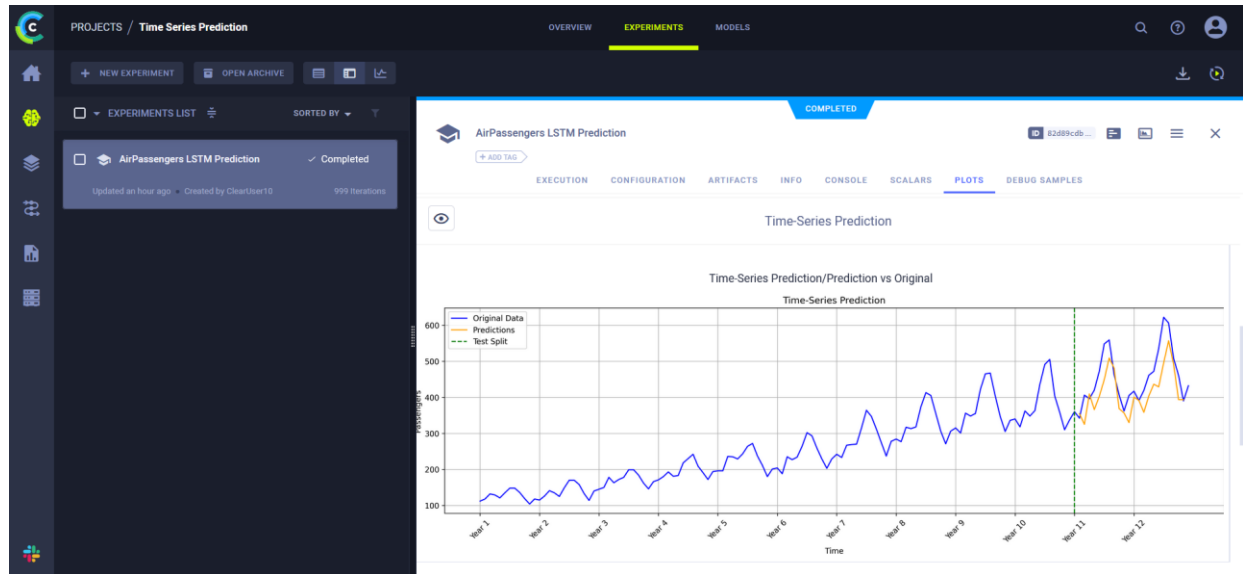 PROJECTS / Time Series Prediction
OVERVIEW
EXPERIMENTS
MODELS
+ NEW EXPERIMENT
OPEN ARCHIVE
EXPERIMENTS LIST
SORTED BY
AirPassengers LSTM Prediction
Completed
Updated an hour ago • Created by ClearUser10
999 Iterations
COMPLETED
AirPassengers LSTM Prediction
ID 82d89cdb ...
+ ADD TAG
EXECUTION
CONFIGURATION
ARTIFACTS
INFO
CONSOLE
SCALARS
PLOTS
DEBUG SAMPLES
Time-Series Prediction
Time-Series Prediction/Prediction vs Original
Time-Series Prediction
Original Data
Predictions
Test Split
Passengers
600
500
400
300
200
100
Year 1
Year 2
Year 3
Year 4
Year 5
Year 6
Year 7
Year 8
Year 9
Year 10
Year 11
Year 12
Time